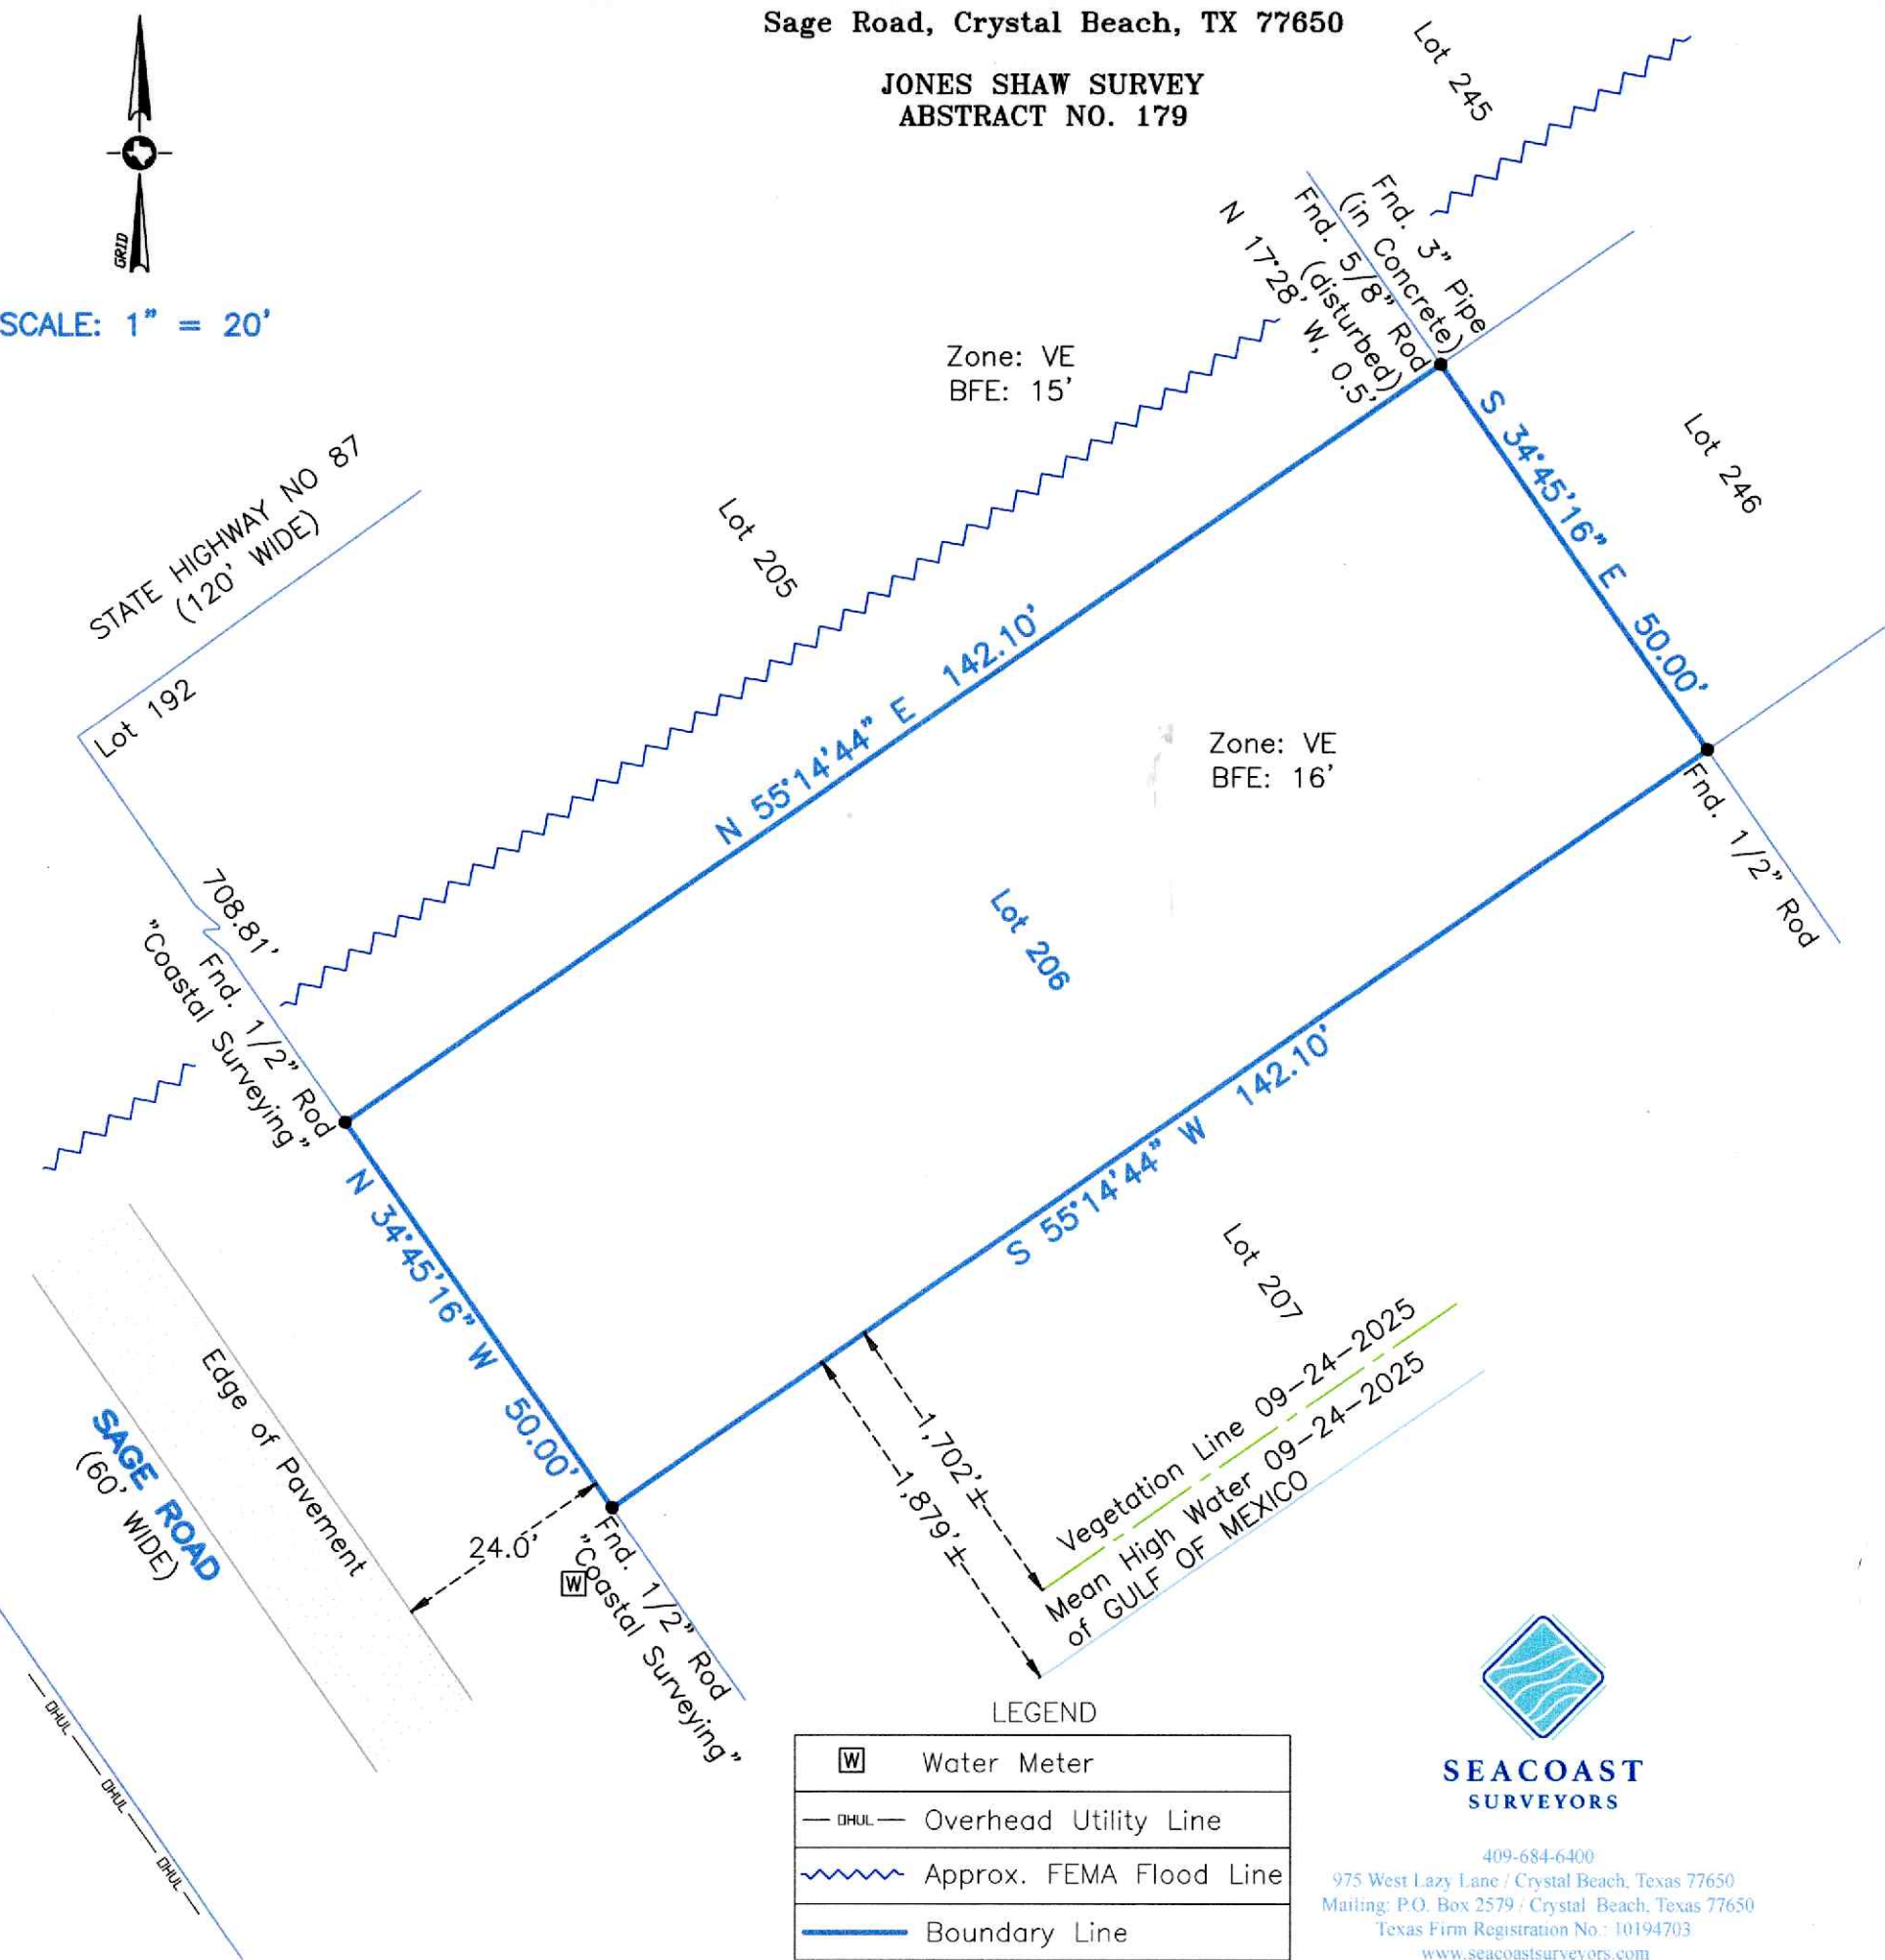 Sage Road, Crystal Beach, TX 77650
JONES SHAW SURVEY
ABSTRACT NO. 179
GRID
SCALE: 1" = 20'
Lot 245
Fnd. 3" Pipe
(in Concrete)
Fnd. 5/8" Rod
(disturbed)
N 17°28' W, 0.5'
Zone: VE
BFE: 15'
S 34°45'16" E 50.00'
Lot 246
STATE HIGHWAY NO 87
(120' WIDE)
Lot 205
Lot 192
N 55°14'44" E 142.10'
Zone: VE
BFE: 16'
Fnd. 1/2" Rod
708.81'
Fnd. 1/2" Rod
"Coastal Surveying"
Lot 206
S 55°14'44" W 142.10'
N 34°45'16" W 50.00'
Lot 207
Edge of Pavement
SAGE ROAD
(60' WIDE)
24.0'
W
Fnd. 1/2" Rod
"Coastal Surveying"
1,702'±
1,879'±
Vegetation Line 09-24-2025
Mean High Water 09-24-2025
of GULF OF MEXICO
OHUL
OHUL
OHUL
LEGEND
W Water Meter
OHUL Overhead Utility Line
Approx. FEMA Flood Line
Boundary Line
SEACOAST
SURVEYORS
409-684-6400
975 West Lazy Lane / Crystal Beach, Texas 77650
Mailing: P.O. Box 2579 / Crystal Beach, Texas 77650
Texas Firm Registration No.: 10194703
www.seacoastsurveyors.com